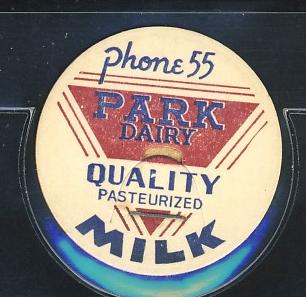 phone 55
PARK
DAIRY
QUALITY
PASTEURIZED
MILK